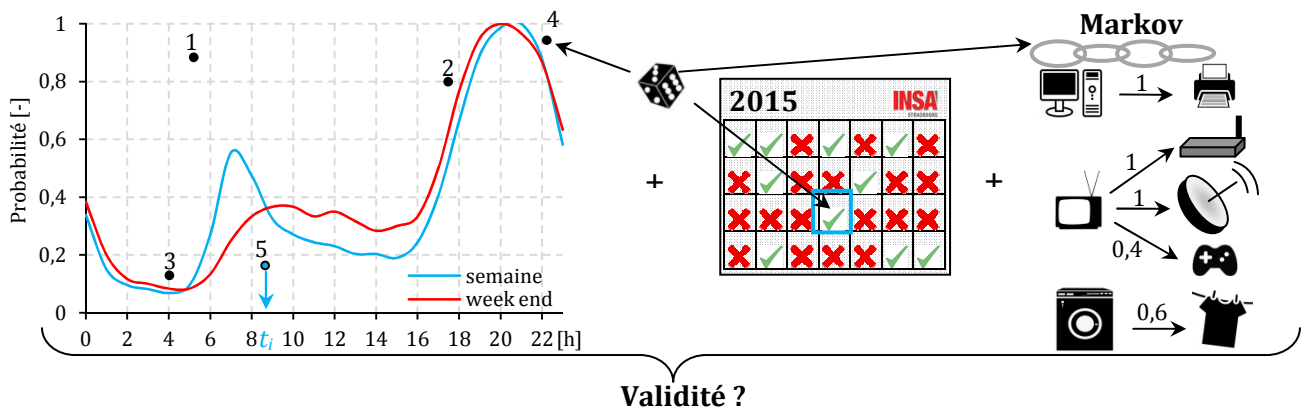 Probabilité [-]
1
0,8
0,6
0,4
0,2
0
0 2 4 6 8 t_i 10 12 14 16 18 20 22 [h]
1
2
3
4
5
semaine
week end
+
2015
INSA
STRASBOURG
+
Markov
1
1
1
0,4
0,6
Validité ?